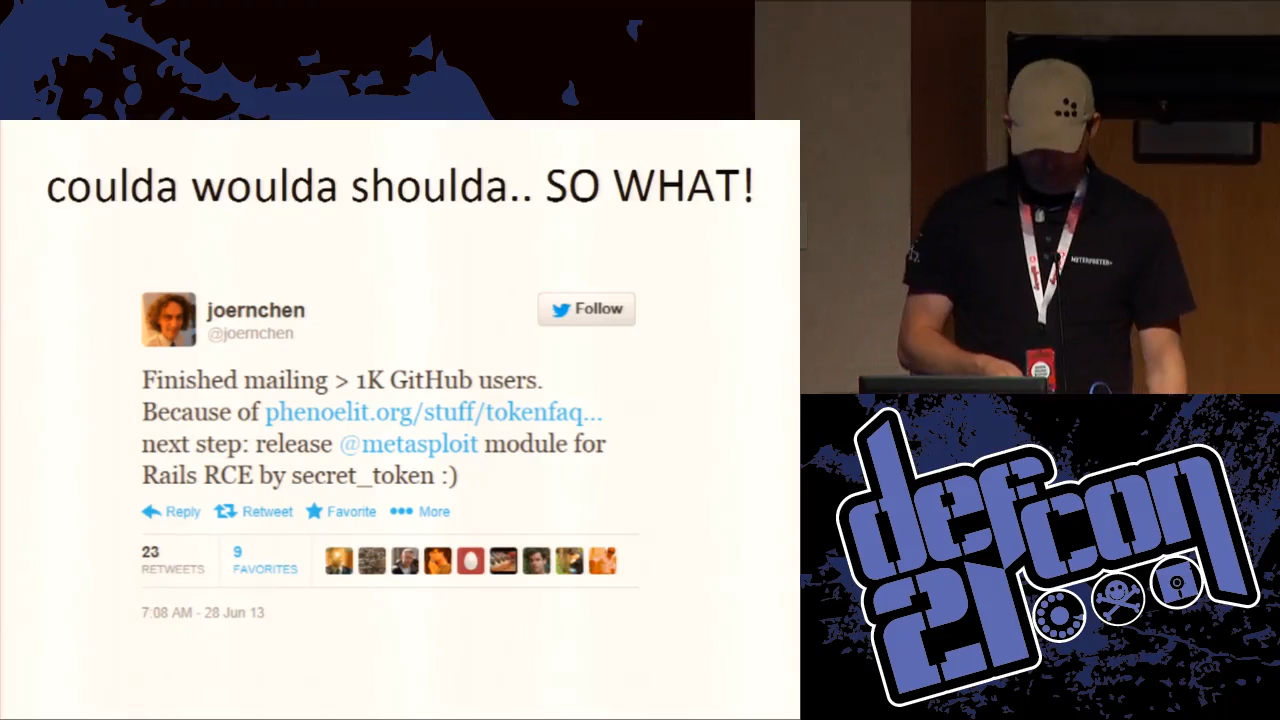 coulda woulda shoulda.. SO WHAT!
joernchen
@joernchen
Follow
Finished mailing > 1K GitHub users.
Because of phenoelit.org/stuff/tokenfaq...
next step: release @metasploit module for
Rails RCE by secret_token :)
Reply Retweet Favorite More
23
RETWEETS
9
FAVORITES
7:08 AM - 28 Jun 13
METERPRETER>
defcon
21